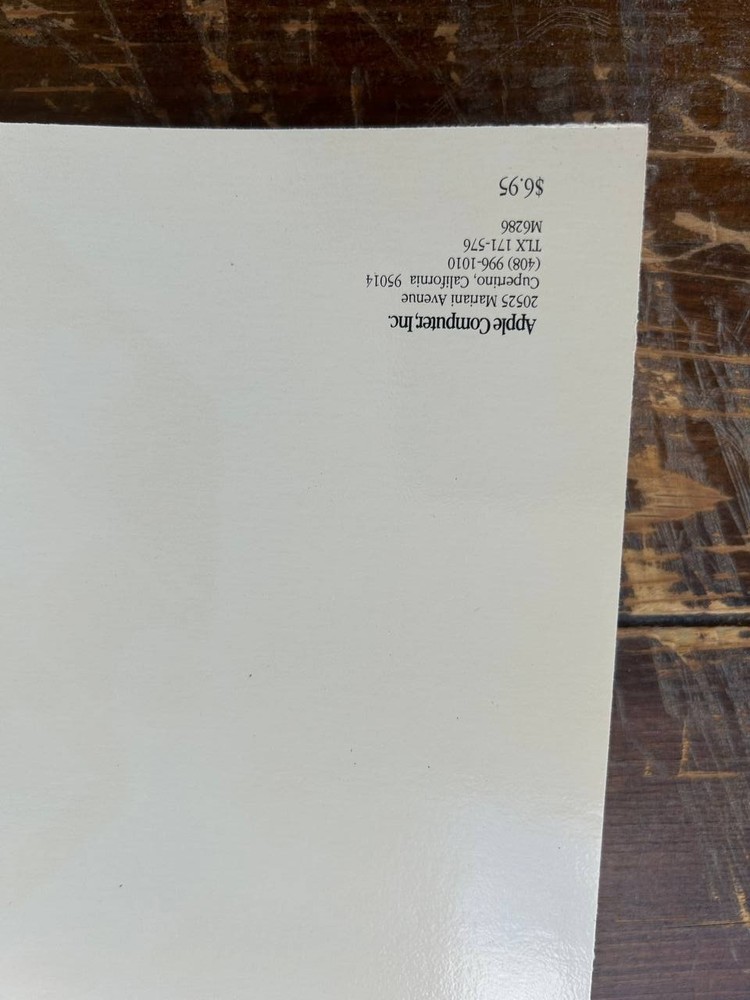 Apple Computer, Inc.
20525 Mariani Avenue
Cupertino, California 95014
(408) 996-1010
TLX 171-576
M6286
$6.95